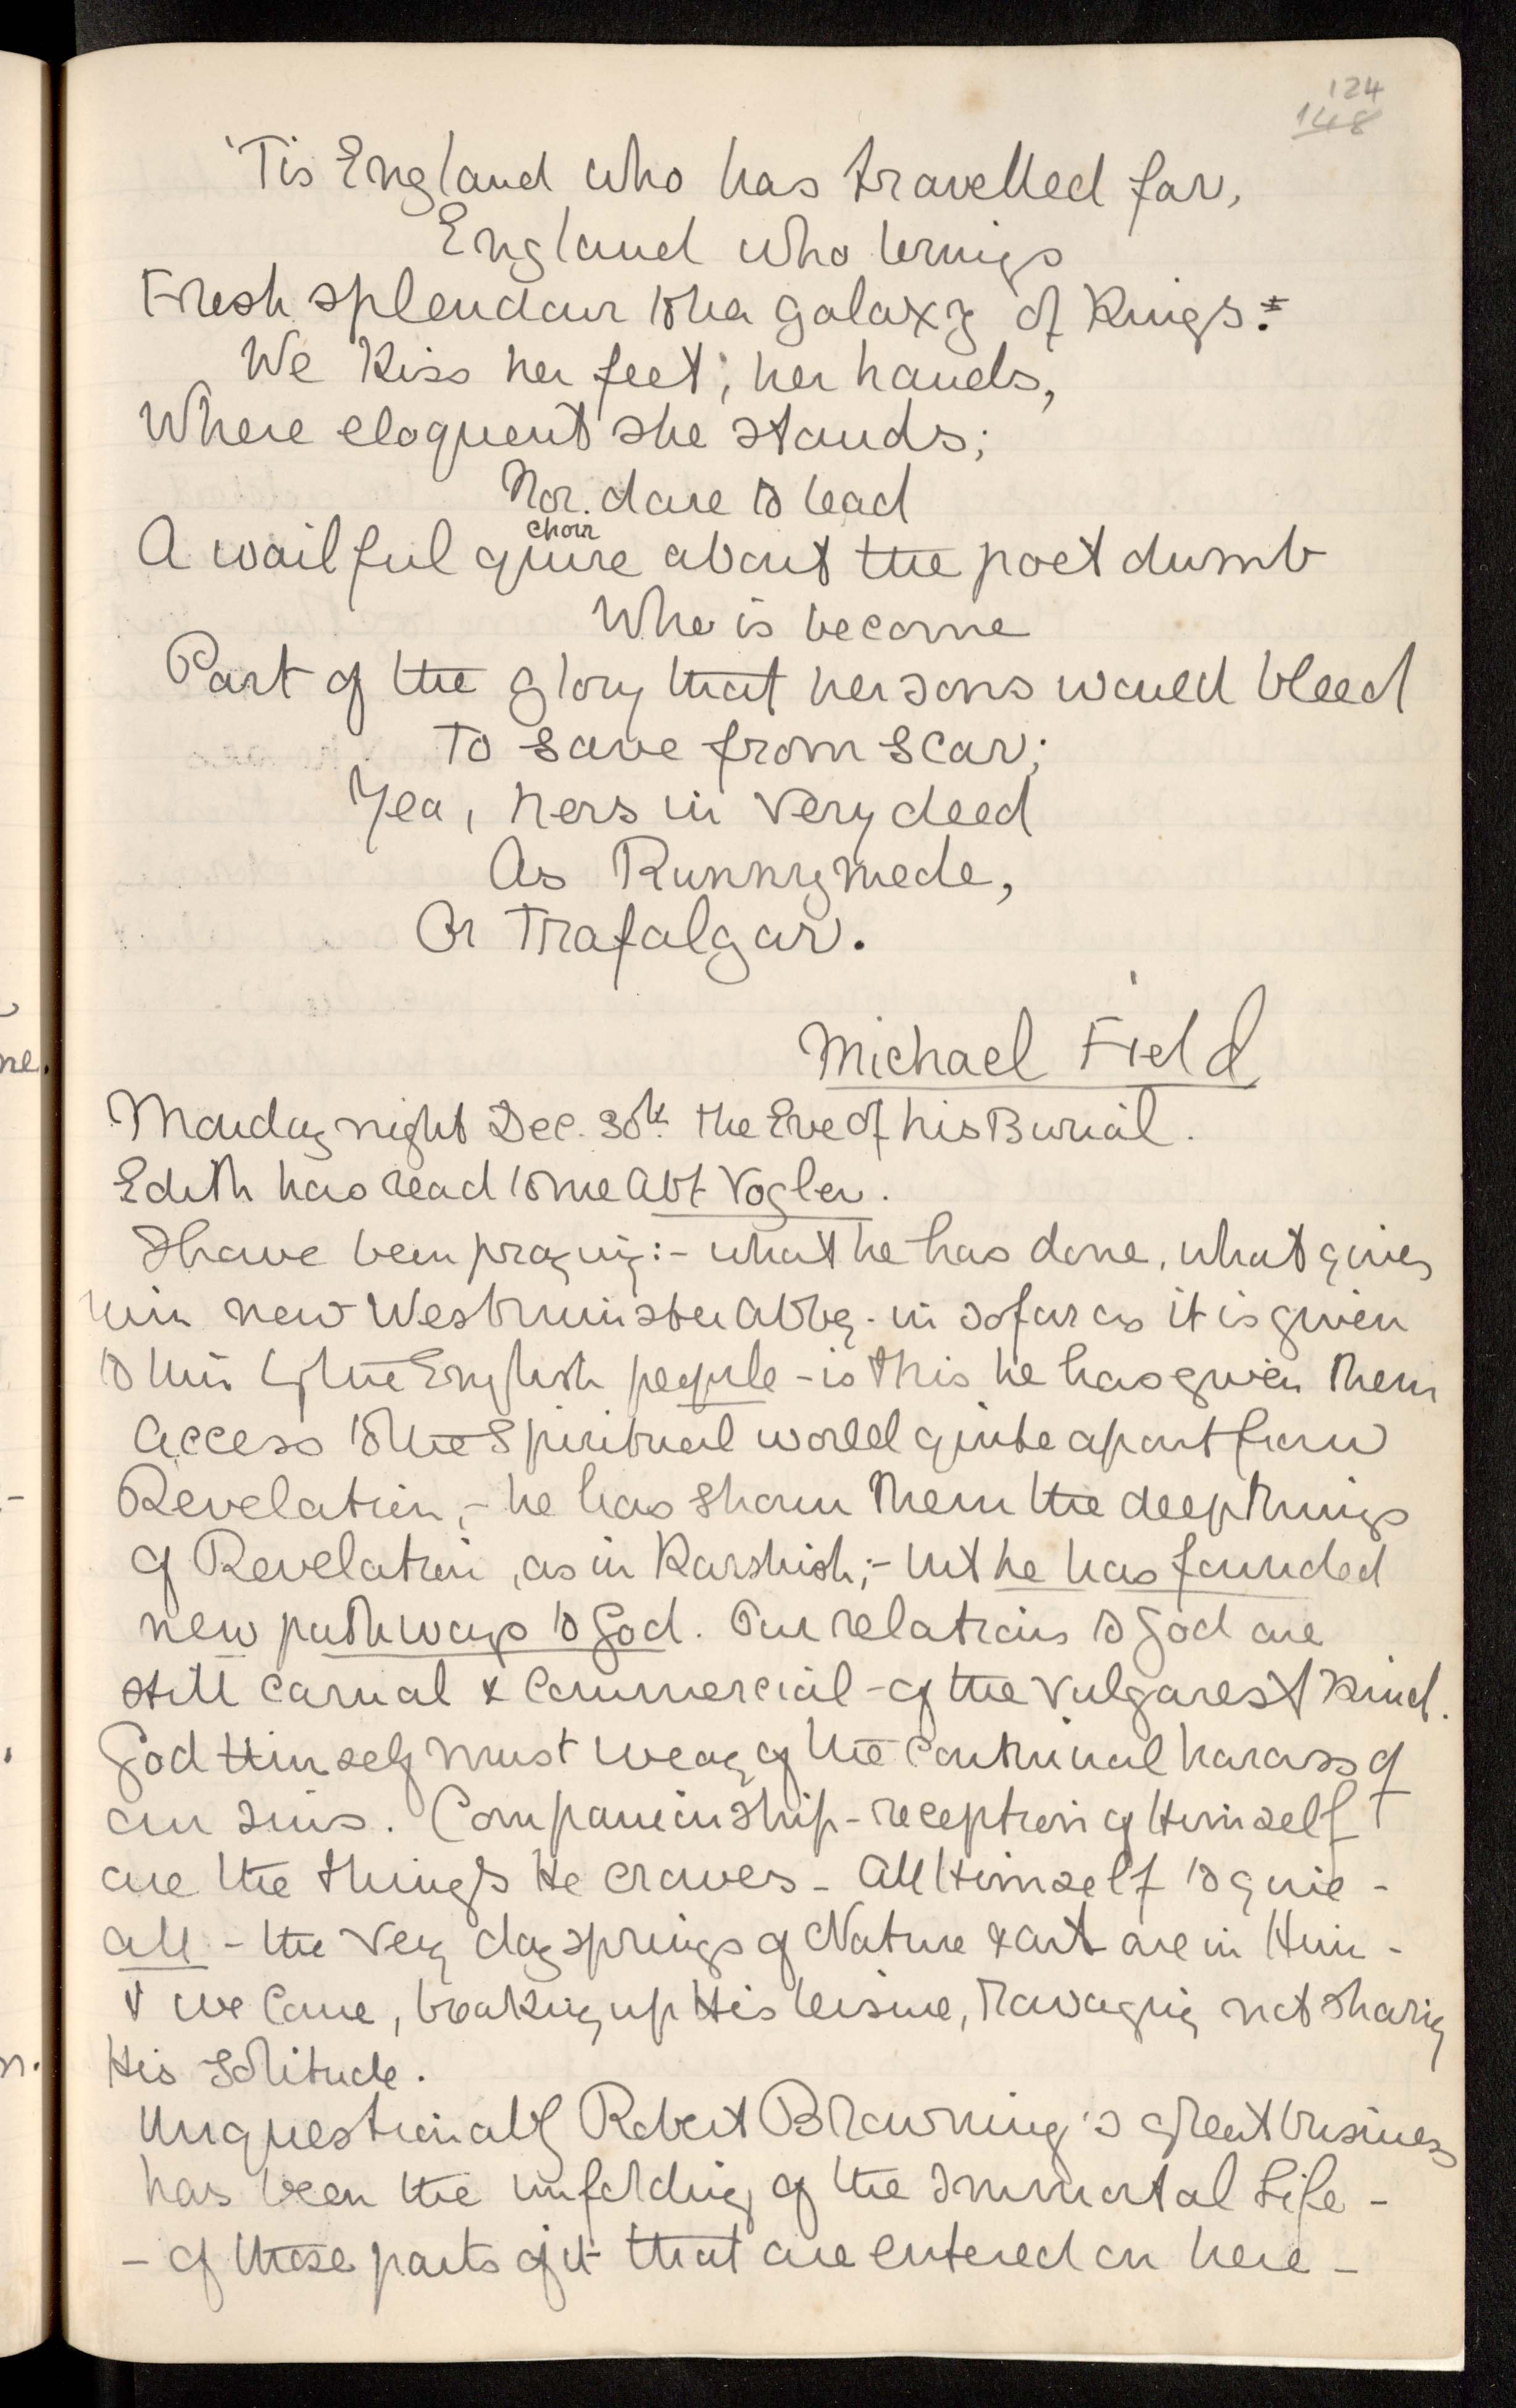 124
148
'Tis England who has travelled far,
England who brings
Fresh splendour to her galaxy of Kings:
We kiss her feet; her hands,
Where eloquent she stands;
Nor dare to lead
choir
A wailful quire about the poet dumb
Who is become
Part of the glory that her sons would bleed
To save from scar;
Yea, hers in very deed
As Runnymede,
Or Trafalgar.
Michael Field
Monday night Dec. 30th. the Eve of his Burial.
Edith has read to me Abt Vogler.
I have been praying:- what he has done, what gives
him now Westminster Abbey - in so far as it is given
to him by the English people - is this he has given them
access to the Spiritual world quite apart from
Revelation, - he has shown them the deep things
of Revelation, as in Karshish; - but he has founded
new pathways to God. Our relations to God are
still carnal & commercial - of the vulgarest kind.
God Himself must weary of the continual harass of
our sins. Companionship - reception of Himself
are the things He craves - All Himself to give -
all - the very daysprings of Nature & art are in Him -
& we come, breaking up His leisure, ravaging not sharing
His solitude.
Unquestionably Robert Browning's great business
has been the unfolding of the Immortal Life -
- of those parts of it that are entered on here -